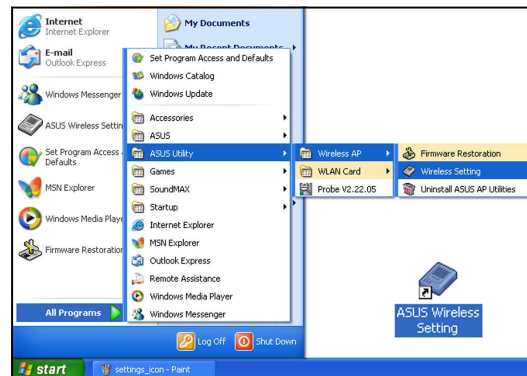 Internet
Internet Explorer
E-mail
Outlook Express
Windows Messenger
ASUS Wireless Settin
Set Program Access
Defaults
MSN Explorer
Windows Media Playe
Firmware Restoration
All Programs
My Documents
My Recent Documents
Set Program Access and Defaults
Windows Catalog
Windows Update
Accessories
ASUS
ASUS Utility
Games
SoundMAX
Startup
Internet Explorer
MSN Explorer
Outlook Express
Remote Assistance
Windows Media Player
Windows Messenger
Wireless AP
WLAN Card
Probe V2.22.05
Firmware Restoration
Wireless Setting
Uninstall ASUS AP Utilities
ASUS Wireless
Setting
Log Off
Shut Down
start
settings_icon - Paint